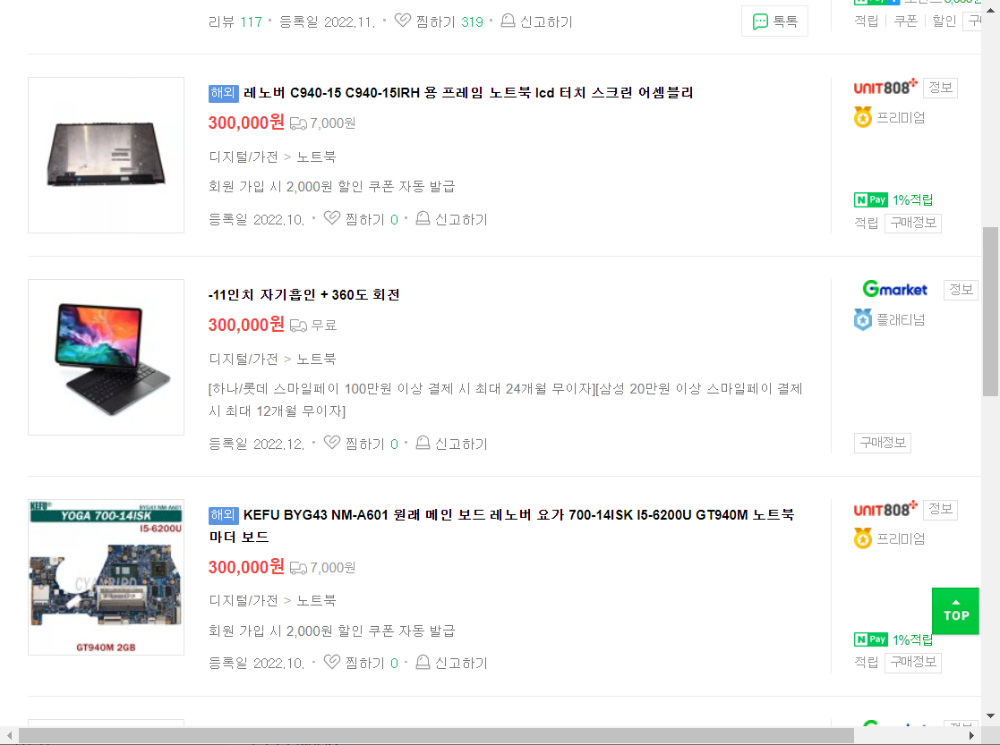 리뷰 117 · 등록일 2022.11. · 찜하기 319 · 신고하기
톡톡
적립 쿠폰 할인
해외 레노버 C940-15 C940-15IRH 용 프레임 노트북 lcd 터치 스크린 어셈블리
300,000원 7,000원
디지털/가전 > 노트북
회원 가입 시 2,000원 할인 쿠폰 자동 발급
등록일 2022.10. · 찜하기 0 · 신고하기
UNIT808+ 정보
프리미엄
N Pay 1%적립
적립 구매정보
-11인치 자기흡인 + 360도 회전
300,000원 무료
디지털/가전 > 노트북
[하나/롯데 스마일페이 100만원 이상 결제 시 최대 24개월 무이자][삼성 20만원 이상 스마일페이 결제
시 최대 12개월 무이자]
등록일 2022.12. · 찜하기 0 · 신고하기
Gmarket 정보
플래티넘
구매정보
KEFU BYG43 NM-A601
YOGA 700-14ISK
I5-6200U
GT940M 2GB
해외 KEFU BYG43 NM-A601 원래 메인 보드 레노버 요가 700-14ISK I5-6200U GT940M 노트북
마더 보드
300,000원 7,000원
디지털/가전 > 노트북
회원 가입 시 2,000원 할인 쿠폰 자동 발급
등록일 2022.10. · 찜하기 0 · 신고하기
UNIT808+ 정보
프리미엄
TOP
N Pay 1%적립
적립 구매정보